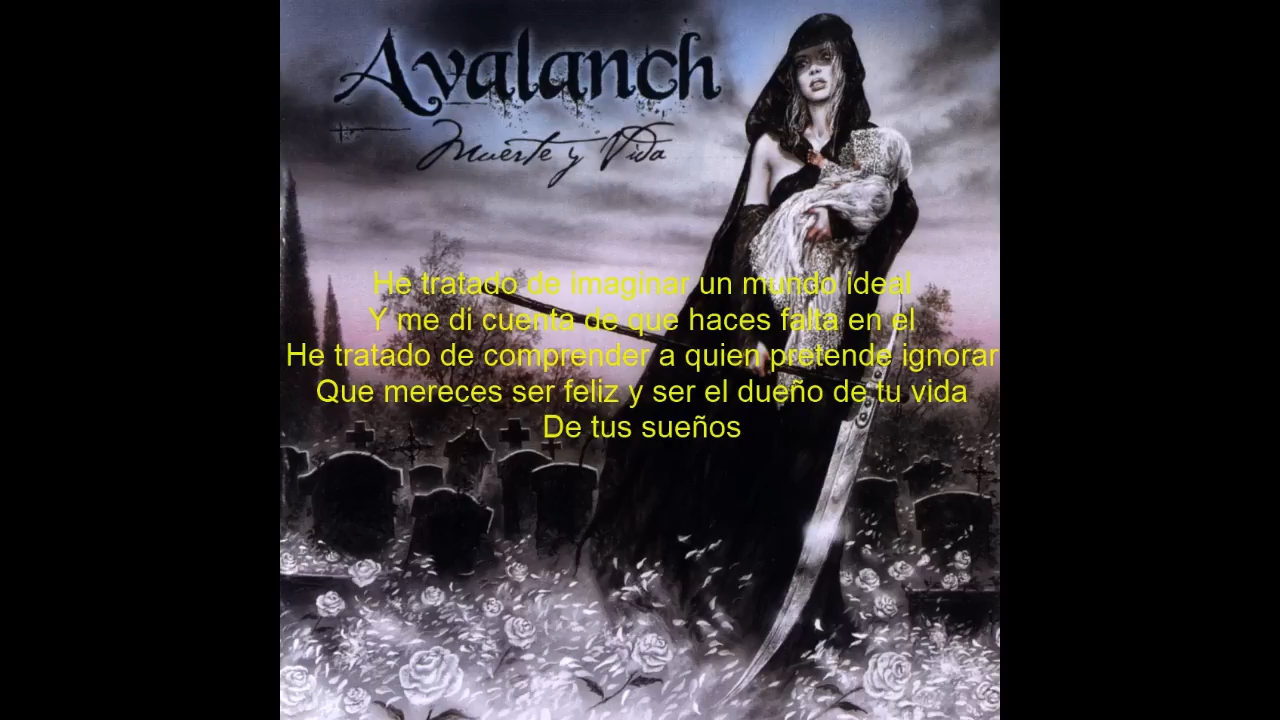 Avalanch
Muerte y Vida
He tratado de imaginar un mundo ideal
Y me di cuenta de que haces falta en el
He tratado de comprender a quien pretende ignorar
Que mereces ser feliz y ser el dueño de tu vida
De tus sueños